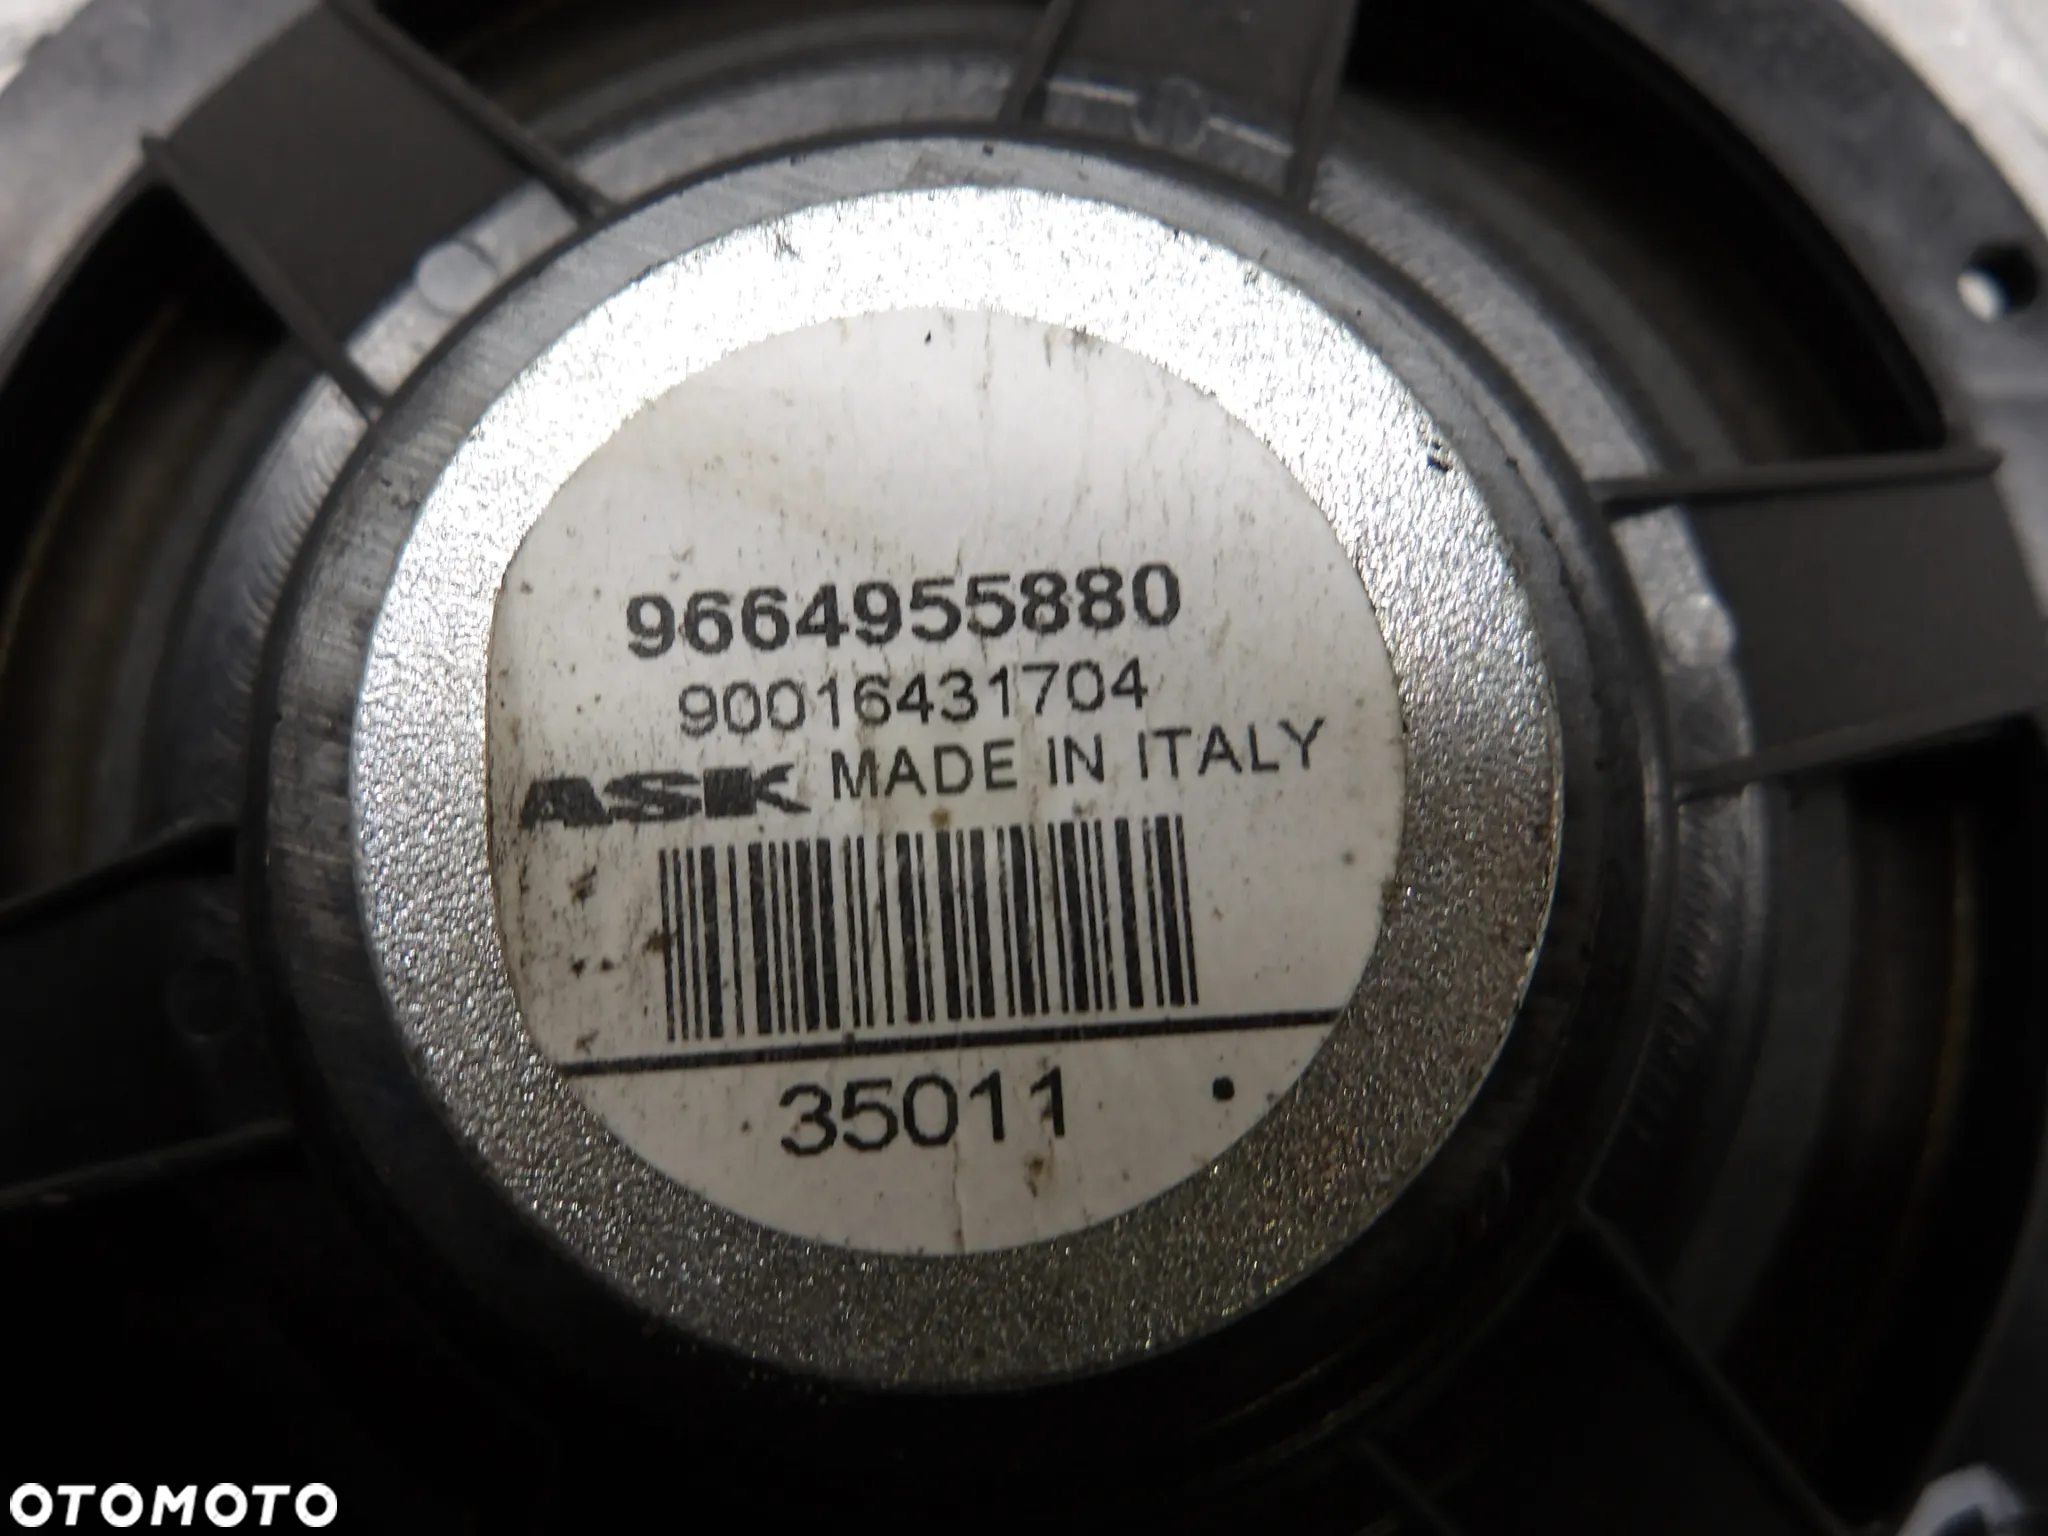 9664955880
90016431704
ASK MADE IN ITALY
35011
OTOMOTO